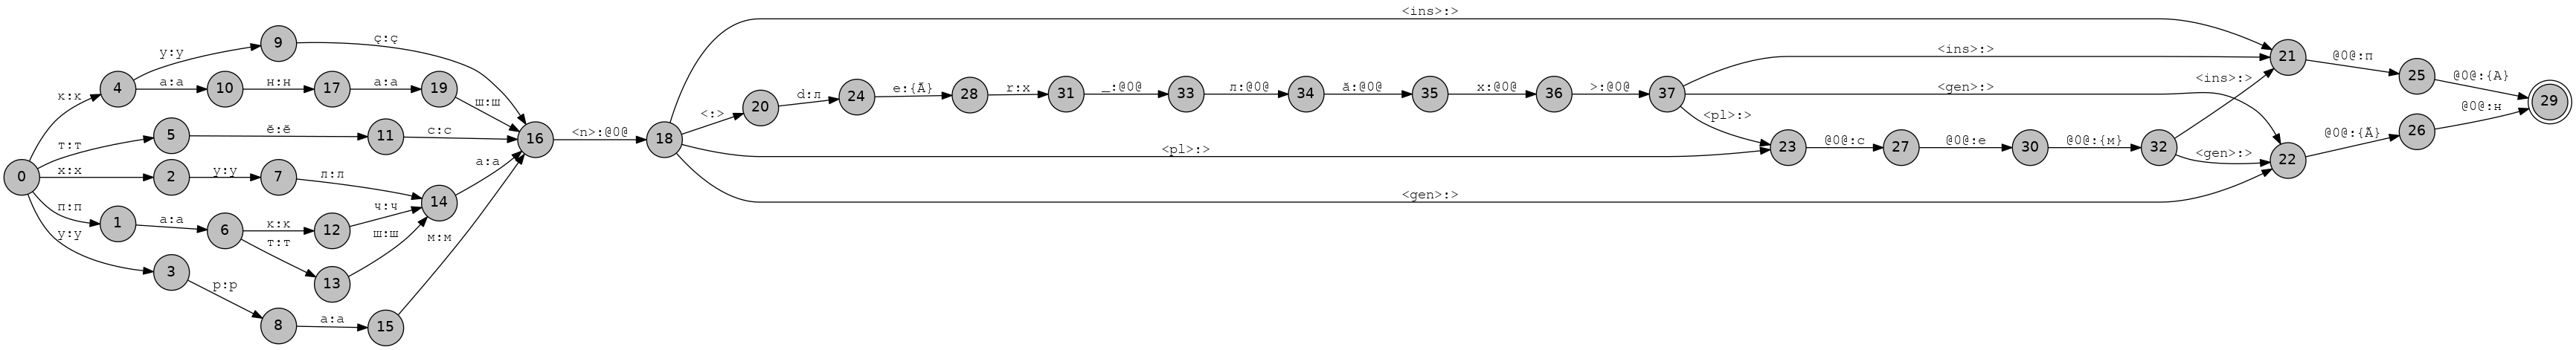 <ins>:>
у:у
9
ç:ç
к:к
4
а:а
10
н:н
17
а:а
19
ш:ш
т:т
5
ĕ:ĕ
11
с:с
16
<n>:@0@
18
0
х:х
2
у:у
7
л:л
14
а:а
п:п
1
а:а
6
к:к
12
ч:ч
т:т
13
ш:ш
у:у
3
р:р
8
а:а
15
м:м
<:>
20
d:л
24
e:{Ă}
28
r:х
31
_:@0@
33
л:@0@
34
ă:@0@
35
х:@0@
36
>:@0@
37
<ins>:>
<gen>:>
<pl>:>
<pl>:>
23
@0@:с
27
@0@:е
30
@0@:{м}
32
<ins>:>
<gen>:>
<gen>:>
21
@0@:п
25
@0@:{А}
22
@0@:{Ă}
26
@0@:н
29